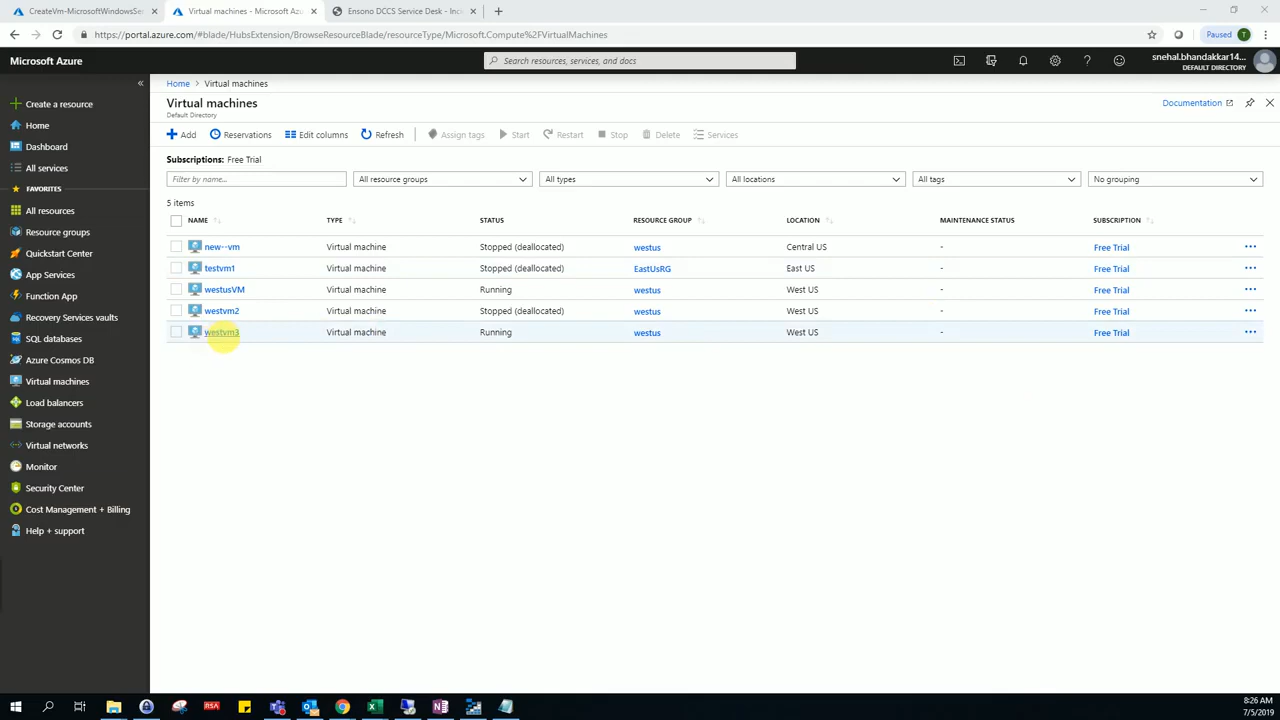 CreateVm-MicrosoftWindowsSe
Virtual machines - Microsoft Azu
Ensono DCCS Service Desk - Inci
https://portal.azure.com/#blade/HubsExtension/BrowseResourceBlade/resourceType/Microsoft.Compute%2FVirtualMachines
Paused T
Microsoft Azure
Search resources, services, and docs
snehal.bhandakkar14...
DEFAULT DIRECTORY
Create a resource
Home
Dashboard
All services
FAVORITES
All resources
Resource groups
Quickstart Center
App Services
Function App
Recovery Services vaults
SQL databases
Azure Cosmos DB
Virtual machines
Load balancers
Storage accounts
Virtual networks
Monitor
Security Center
Cost Management + Billing
Help + support
Home > Virtual machines
Virtual machines
Default Directory
Documentation
Add Reservations Edit columns Refresh Assign tags Start Restart Stop Delete Services
Subscriptions: Free Trial
Filter by name... All resource groups All types All locations All tags No grouping
5 items
NAME TYPE STATUS RESOURCE GROUP LOCATION MAINTENANCE STATUS SUBSCRIPTION
new--vm Virtual machine Stopped (deallocated) westus Central US - Free Trial
testvm1 Virtual machine Stopped (deallocated) EastUsRG East US - Free Trial
westusVM Virtual machine Running westus West US - Free Trial
westvm2 Virtual machine Stopped (deallocated) westus West US - Free Trial
westvm3 Virtual machine Running westus West US - Free Trial
RSA
8:26 AM
7/5/2019